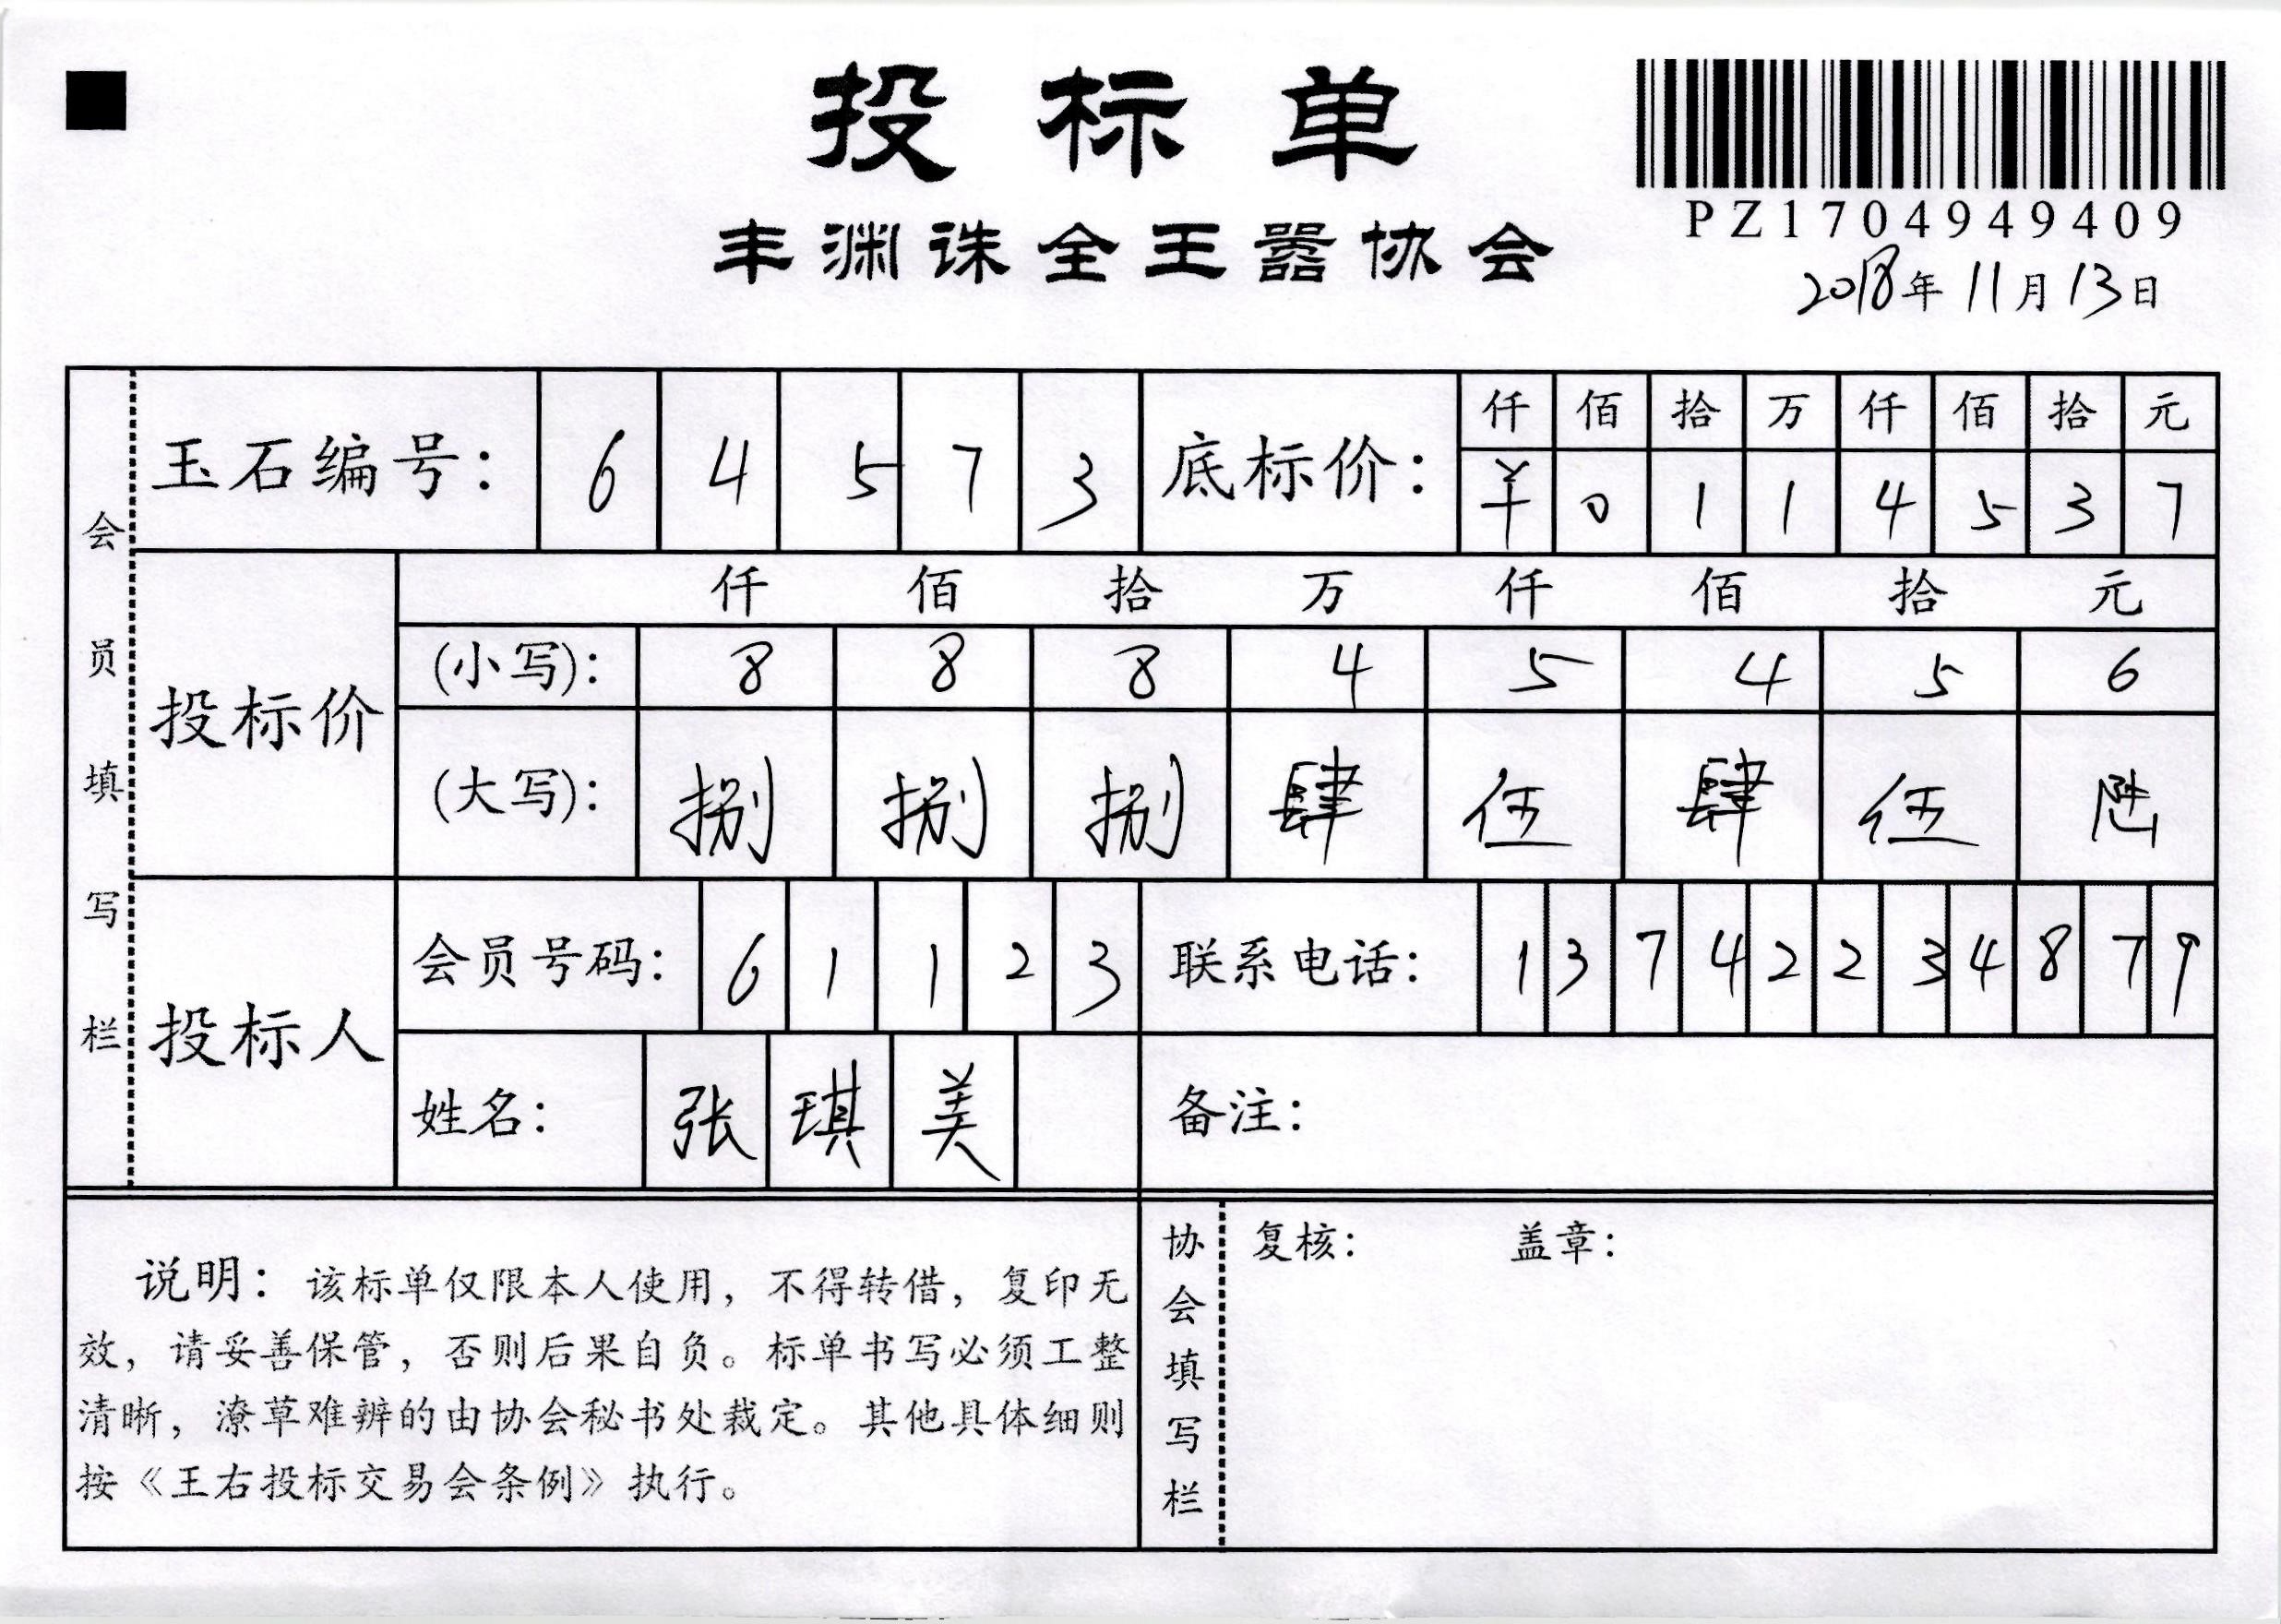 投标单
PZ1704949409
丰渊诛全王嚣协会
2018年11月13日
会员填写栏
玉石编号： 6 4 5 7 3
底标价：
仟 佰 拾 万 仟 佰 拾 元
¥ 0 1 1 4 5 3 7
投标价
仟 佰 拾 万 仟 佰 拾 元
(小写)： 8 8 8 4 5 4 5 6
(大写)： 捌 捌 捌 肆 伍 肆 伍 陆
投标人
会员号码： 6 1 1 2 3
联系电话： 1 3 7 4 2 2 3 4 8 7 9
姓名： 张 琪 美
备注：
说明：该标单仅限本人使用，不得转借，复印无
效，请妥善保管，否则后果自负。标单书写必须工整
清晰，潦草难辨的由协会秘书处裁定。其他具体细则
按《王右投标交易会条例》执行。
协会填写栏
复核： 盖章：